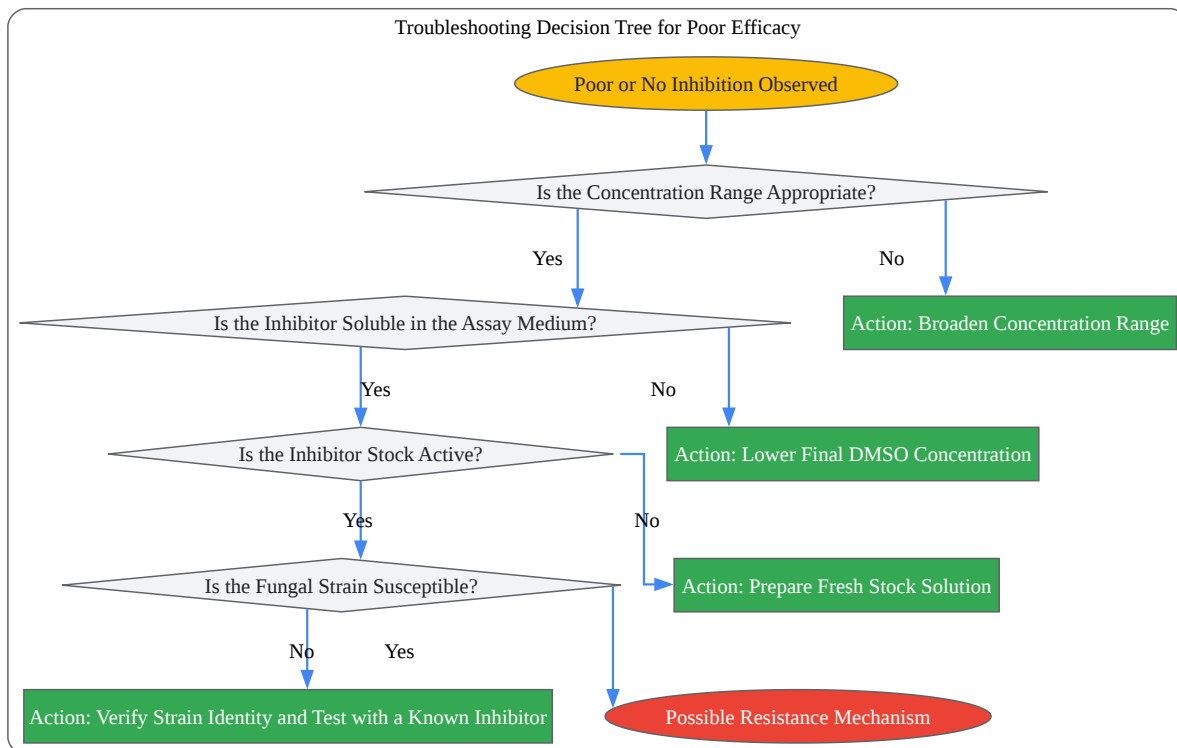 Troubleshooting Decision Tree for Poor Efficacy
Poor or No Inhibition Observed
Is the Concentration Range Appropriate?
Yes
No
Is the Inhibitor Soluble in the Assay Medium?
Action: Broaden Concentration Range
Yes
No
Is the Inhibitor Stock Active?
Action: Lower Final DMSO Concentration
Yes
No
Is the Fungal Strain Susceptible?
Action: Prepare Fresh Stock Solution
No
Yes
Action: Verify Strain Identity and Test with a Known Inhibitor
Possible Resistance Mechanism